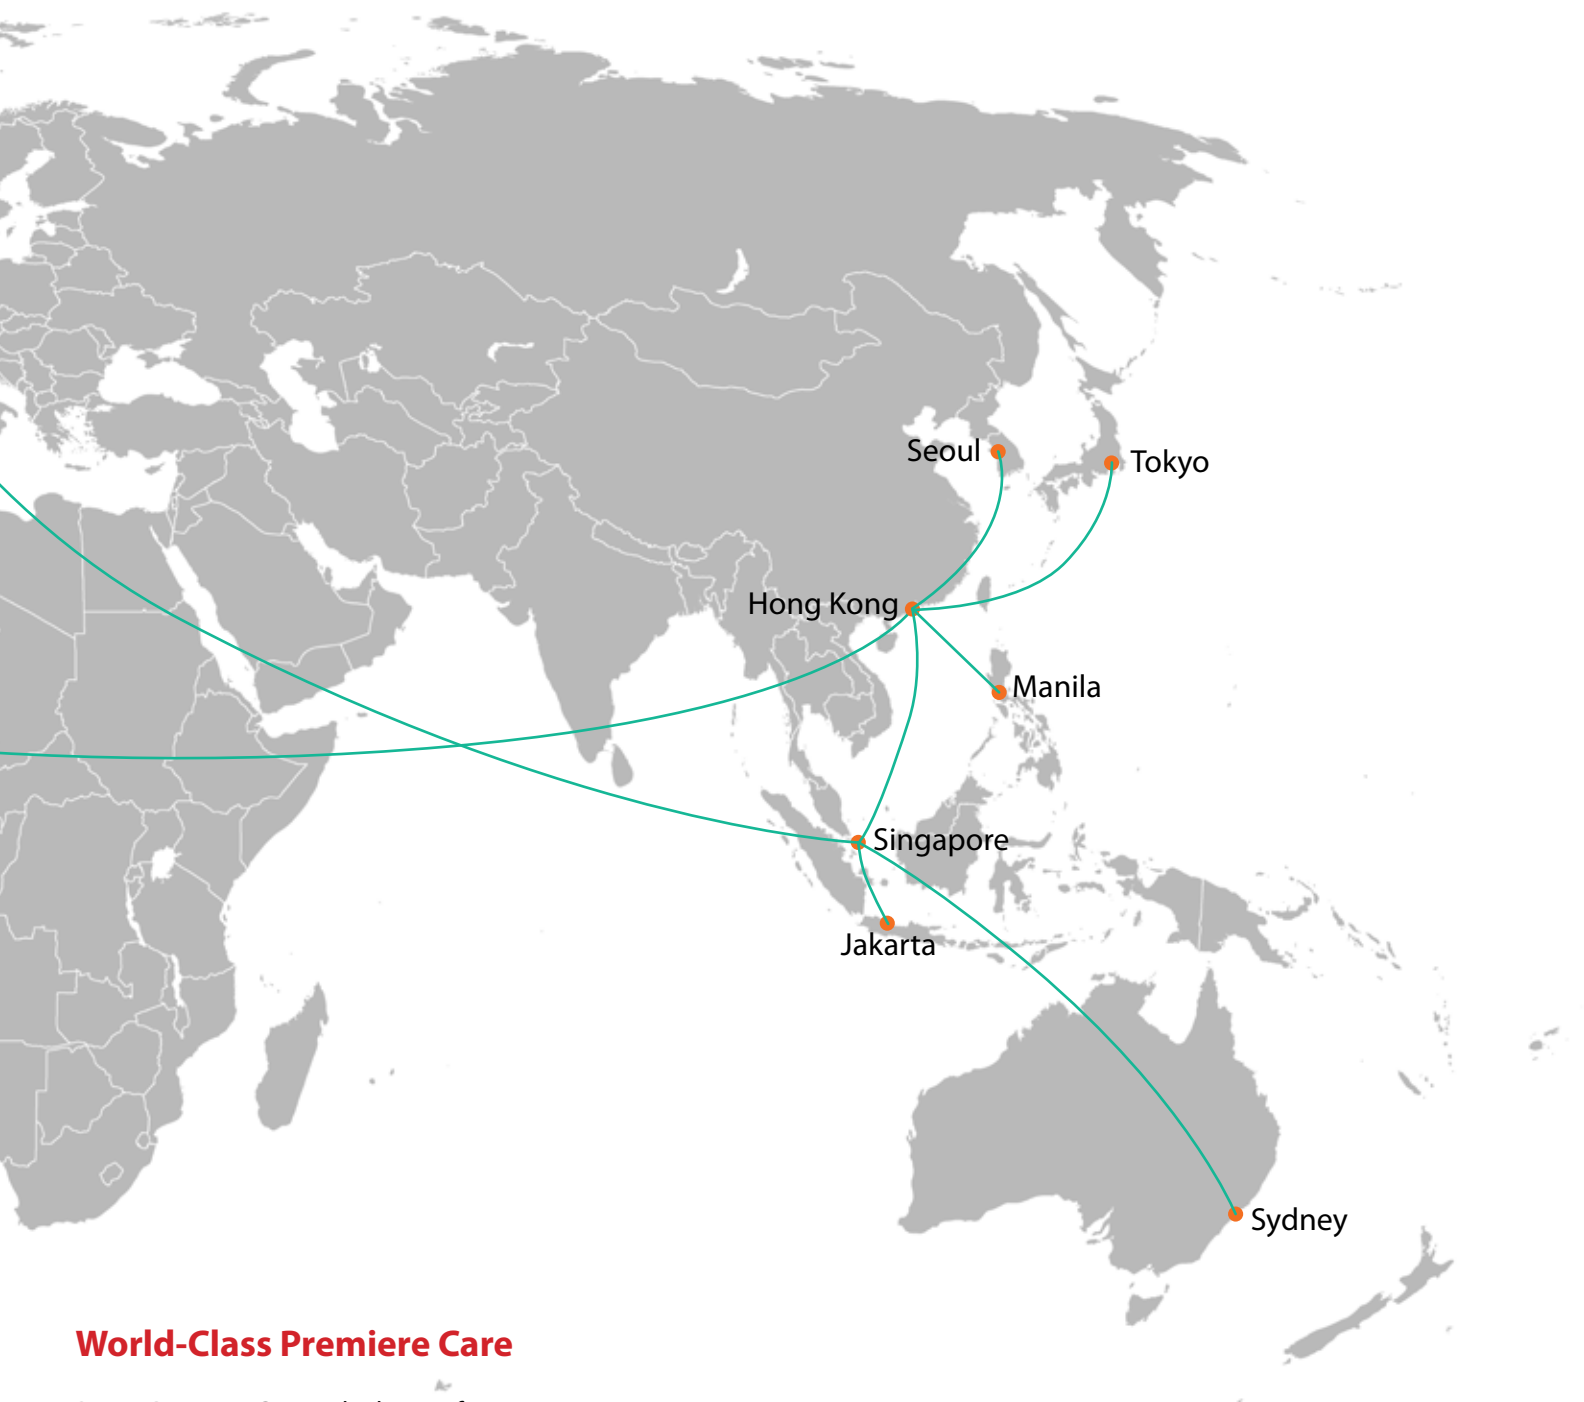 Seoul
Tokyo
Hong Kong
Manila
Singapore
Jakarta
Sydney
World-Class Premiere Care